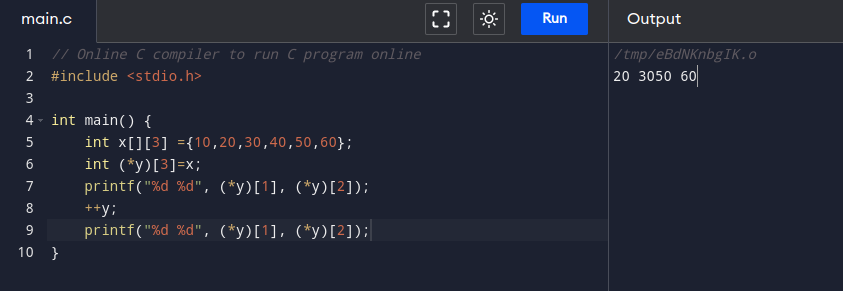 main.c
Run
Output
1 // Online C compiler to run C program online
2 #include <stdio.h>
3
4 int main() {
5     int x[][3] ={10,20,30,40,50,60};
6     int (*y)[3]=x;
7     printf("%d %d", (*y)[1], (*y)[2]);
8     ++y;
9     printf("%d %d", (*y)[1], (*y)[2]);
10 }
/tmp/eBdNKnbgIK.o
20 3050 60